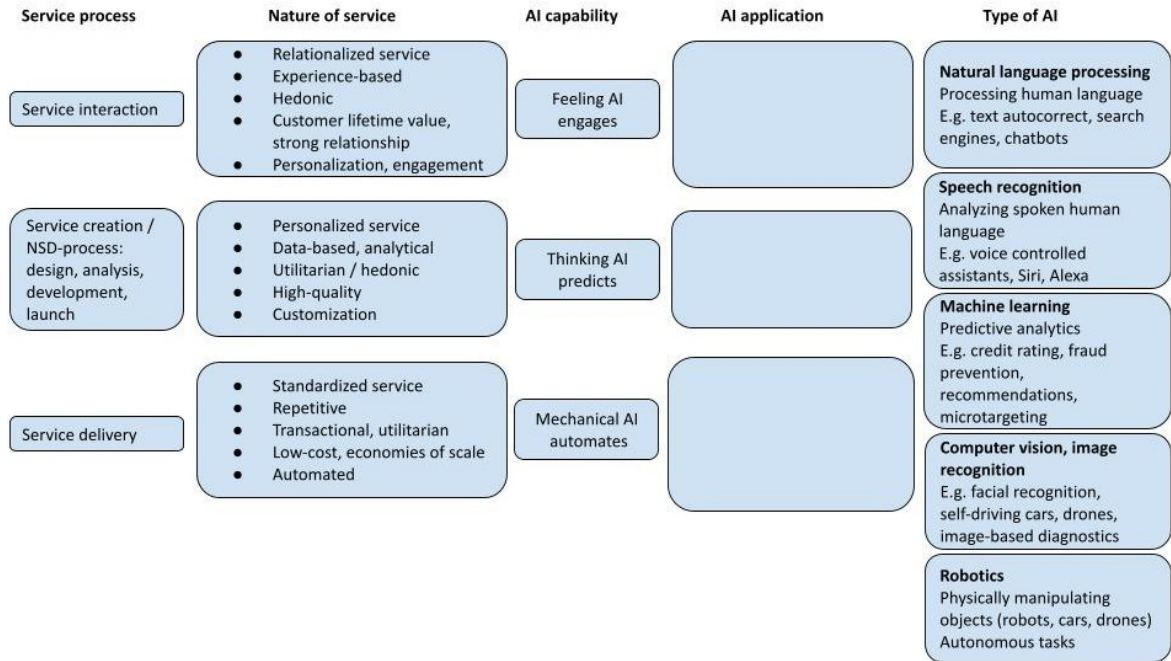 Service process
Nature of service
AI capability
AI application
Type of AI
Service interaction
● Relationalized service
● Experience-based
● Hedonic
● Customer lifetime value,
strong relationship
● Personalization, engagement
Feeling AI
engages
Natural language processing
Processing human language
E.g. text autocorrect, search
engines, chatbots
Service creation /
NSD-process:
design, analysis,
development,
launch
● Personalized service
● Data-based, analytical
● Utilitarian / hedonic
● High-quality
● Customization
Thinking AI
predicts
Speech recognition
Analyzing spoken human
language
E.g. voice controlled
assistants, Siri, Alexa
Machine learning
Predictive analytics
E.g. credit rating, fraud
prevention,
recommendations,
microtargeting
Service delivery
● Standardized service
● Repetitive
● Transactional, utilitarian
● Low-cost, economies of scale
● Automated
Mechanical AI
automates
Computer vision, image
recognition
E.g. facial recognition,
self-driving cars, drones,
image-based diagnostics
Robotics
Physically manipulating
objects (robots, cars, drones)
Autonomous tasks